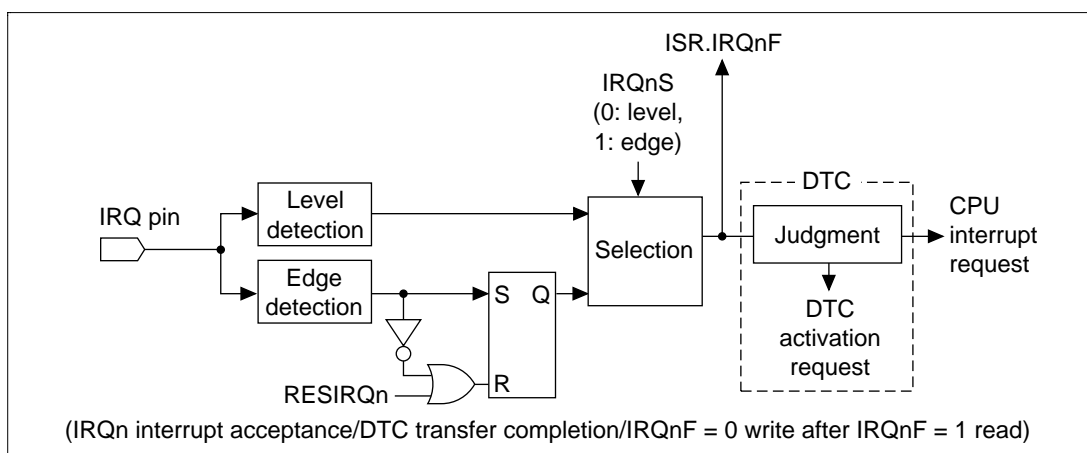 ISR.IRQnF
IRQnS
(0: level,
1: edge)
DTC
IRQ pin
Level
detection
Selection
Judgment
CPU
interrupt
request
Edge
detection
S Q
DTC
activation
request
RESIRQn
R
(IRQn interrupt acceptance/DTC transfer completion/IRQnF = 0 write after IRQnF = 1 read)